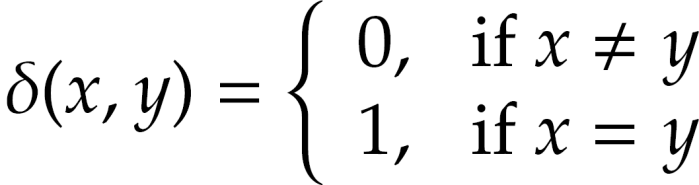 δ(x, y) = { 0, if x ≠ y
1, if x = y